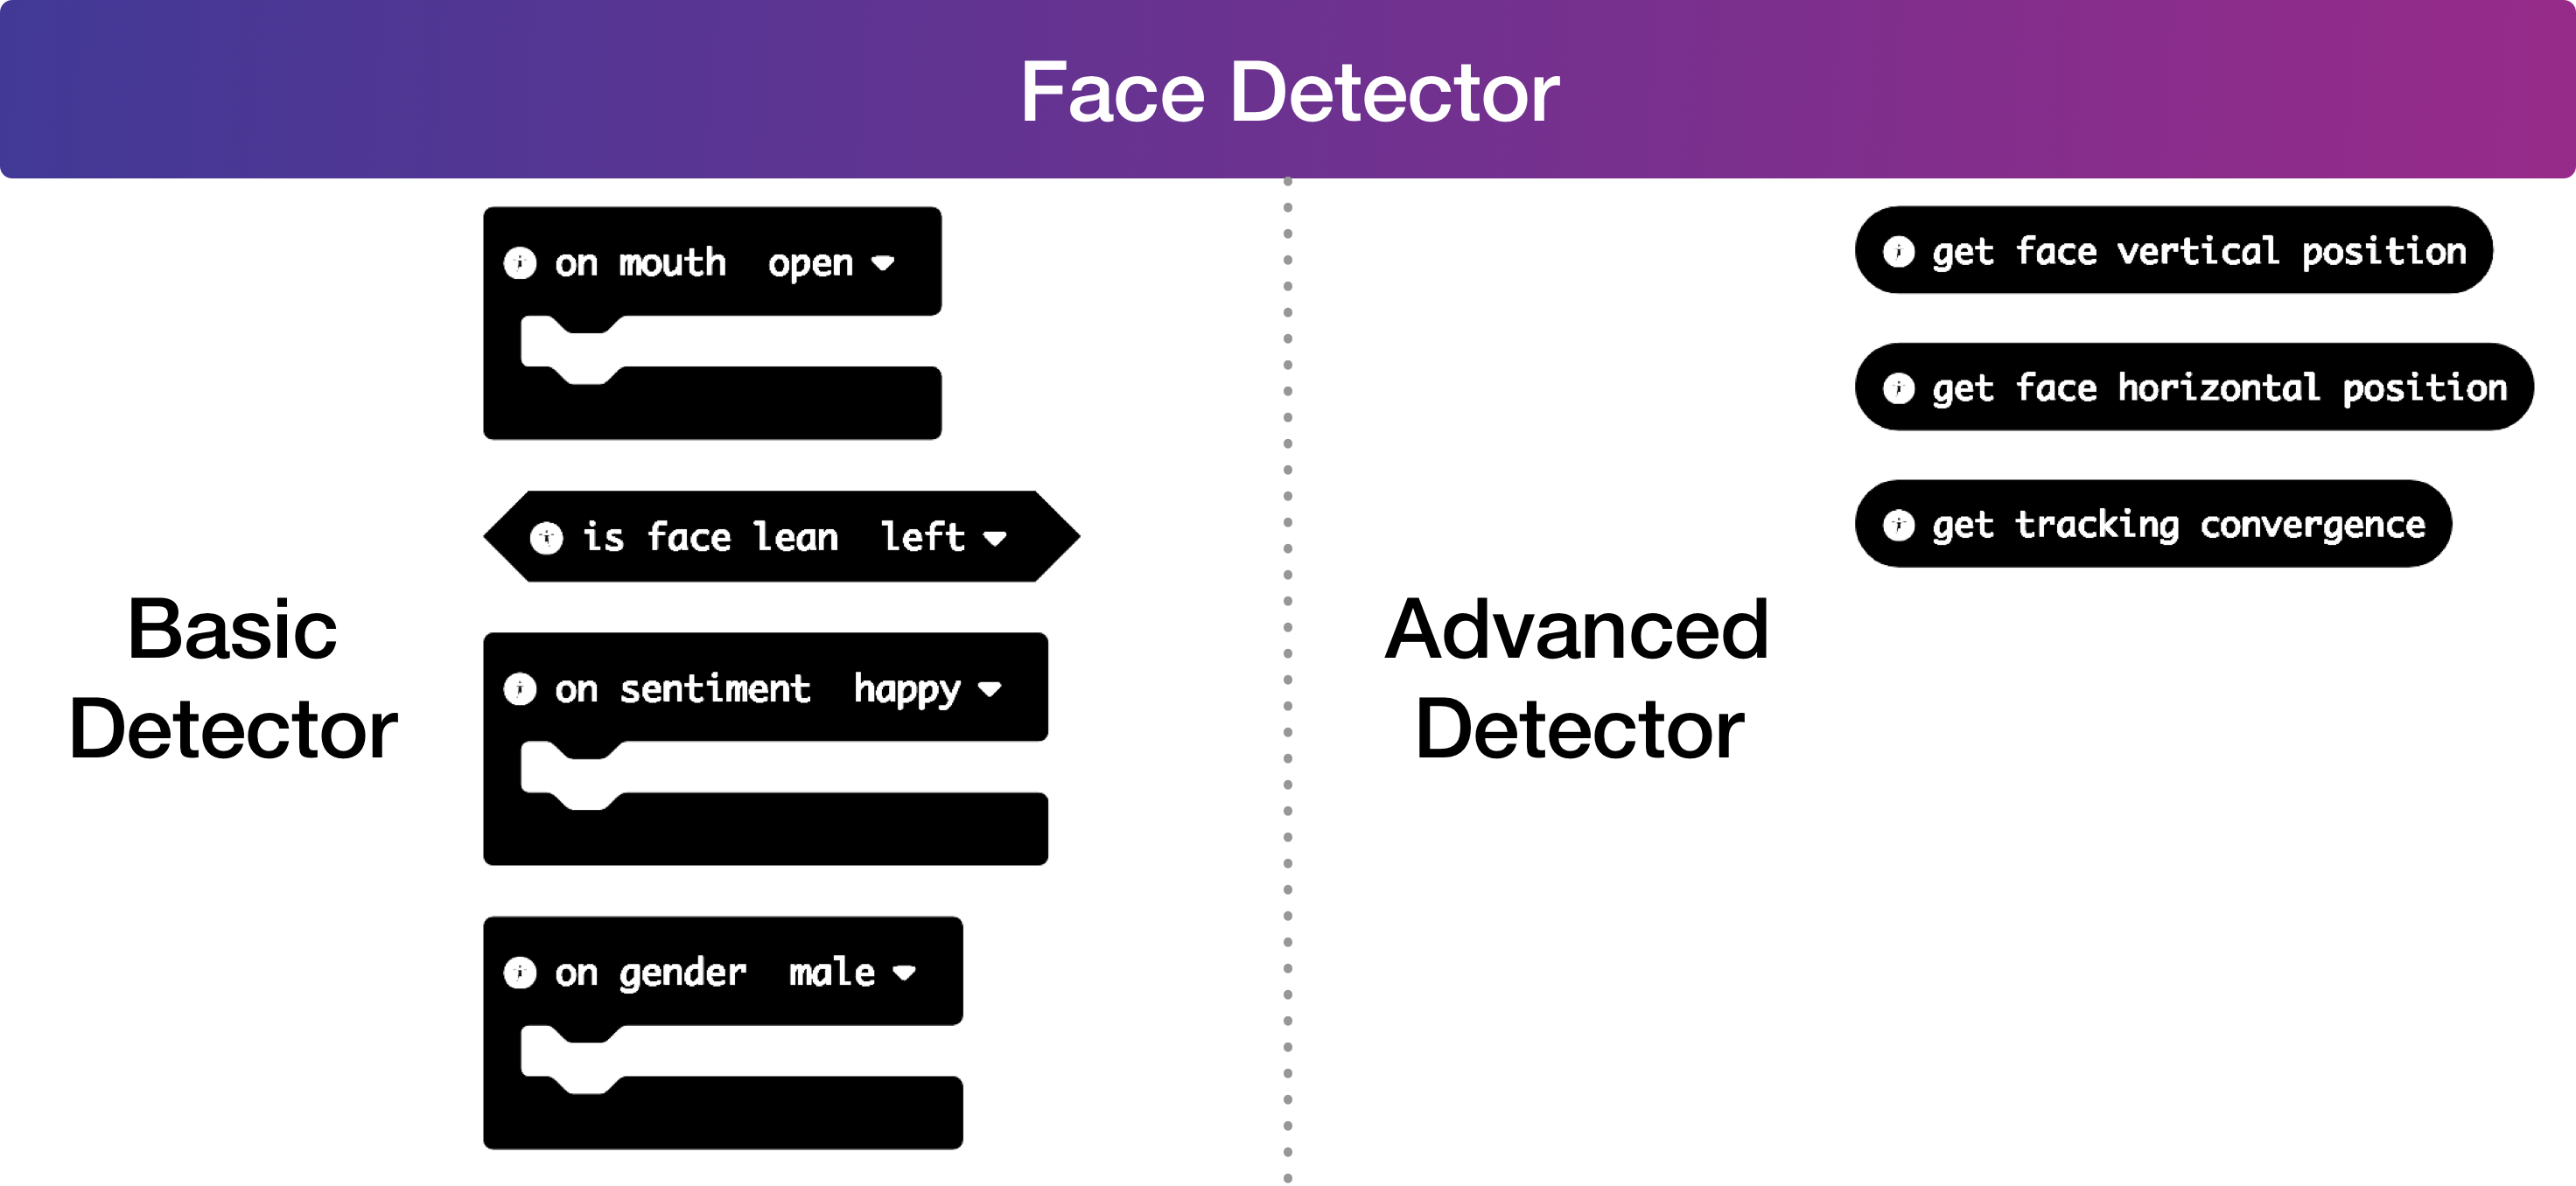 Face Detector
Basic
Detector
on mouth open
is face lean left
on sentiment happy
on gender male
Advanced
Detector
get face vertical position
get face horizontal position
get tracking convergence